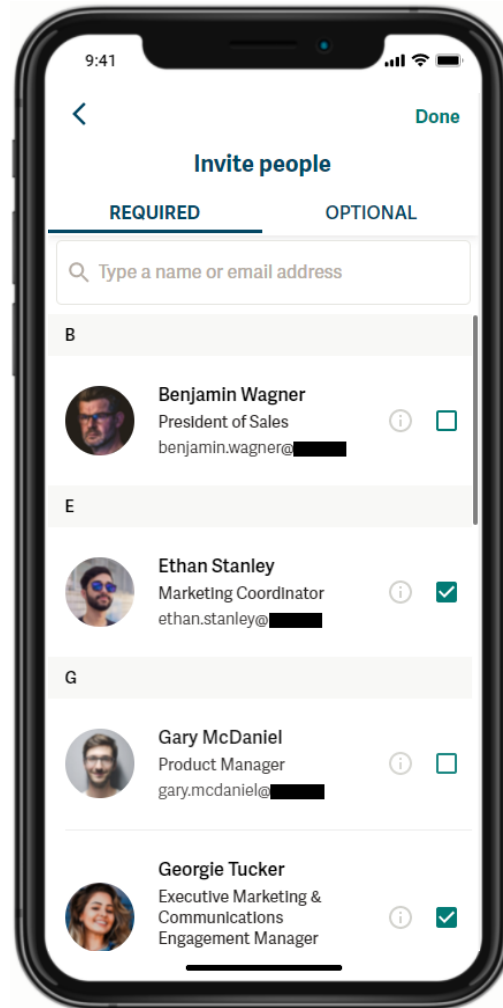 9:41
Done
Invite people
REQUIRED OPTIONAL
Type a name or email address
B
Benjamin Wagner
President of Sales
benjamin.wagner@
E
Ethan Stanley
Marketing Coordinator
ethan.stanley@
G
Gary McDaniel
Product Manager
gary.mcdaniel@
Georgie Tucker
Executive Marketing &
Communications
Engagement Manager